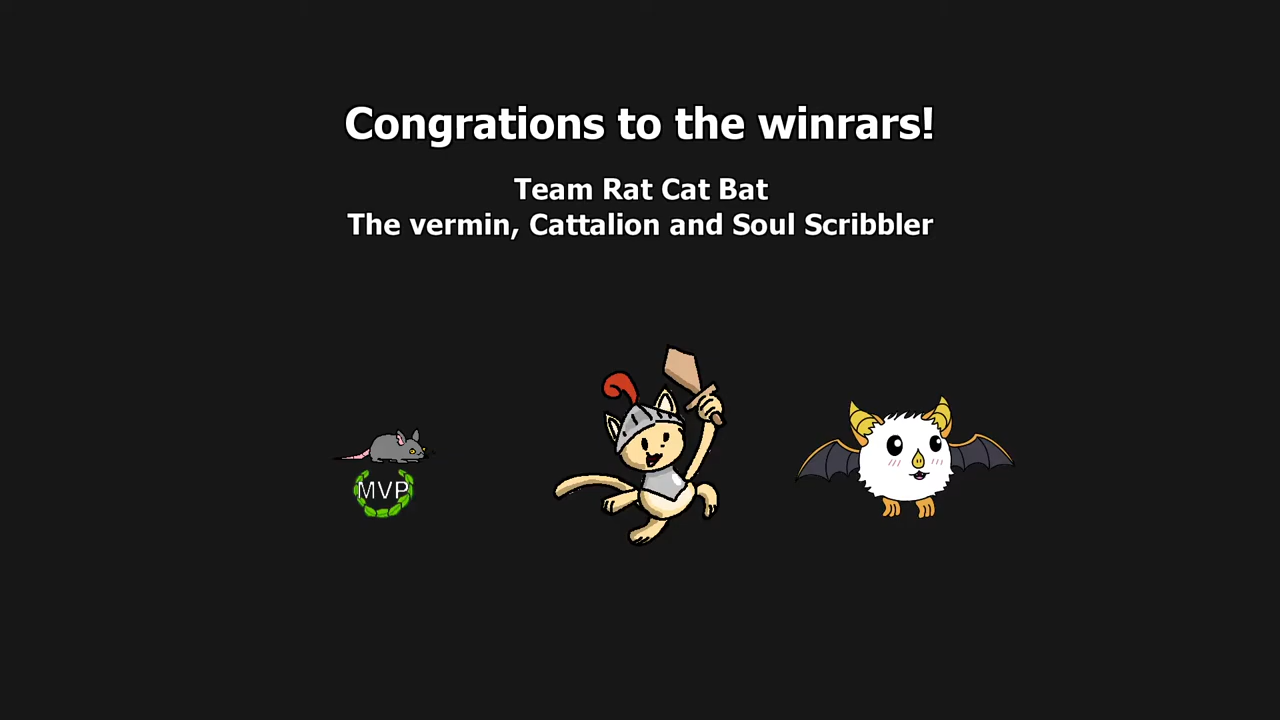 Congrations to the winrars!
Team Rat Cat Bat
The vermin, Cattalion and Soul Scribbler
MVP